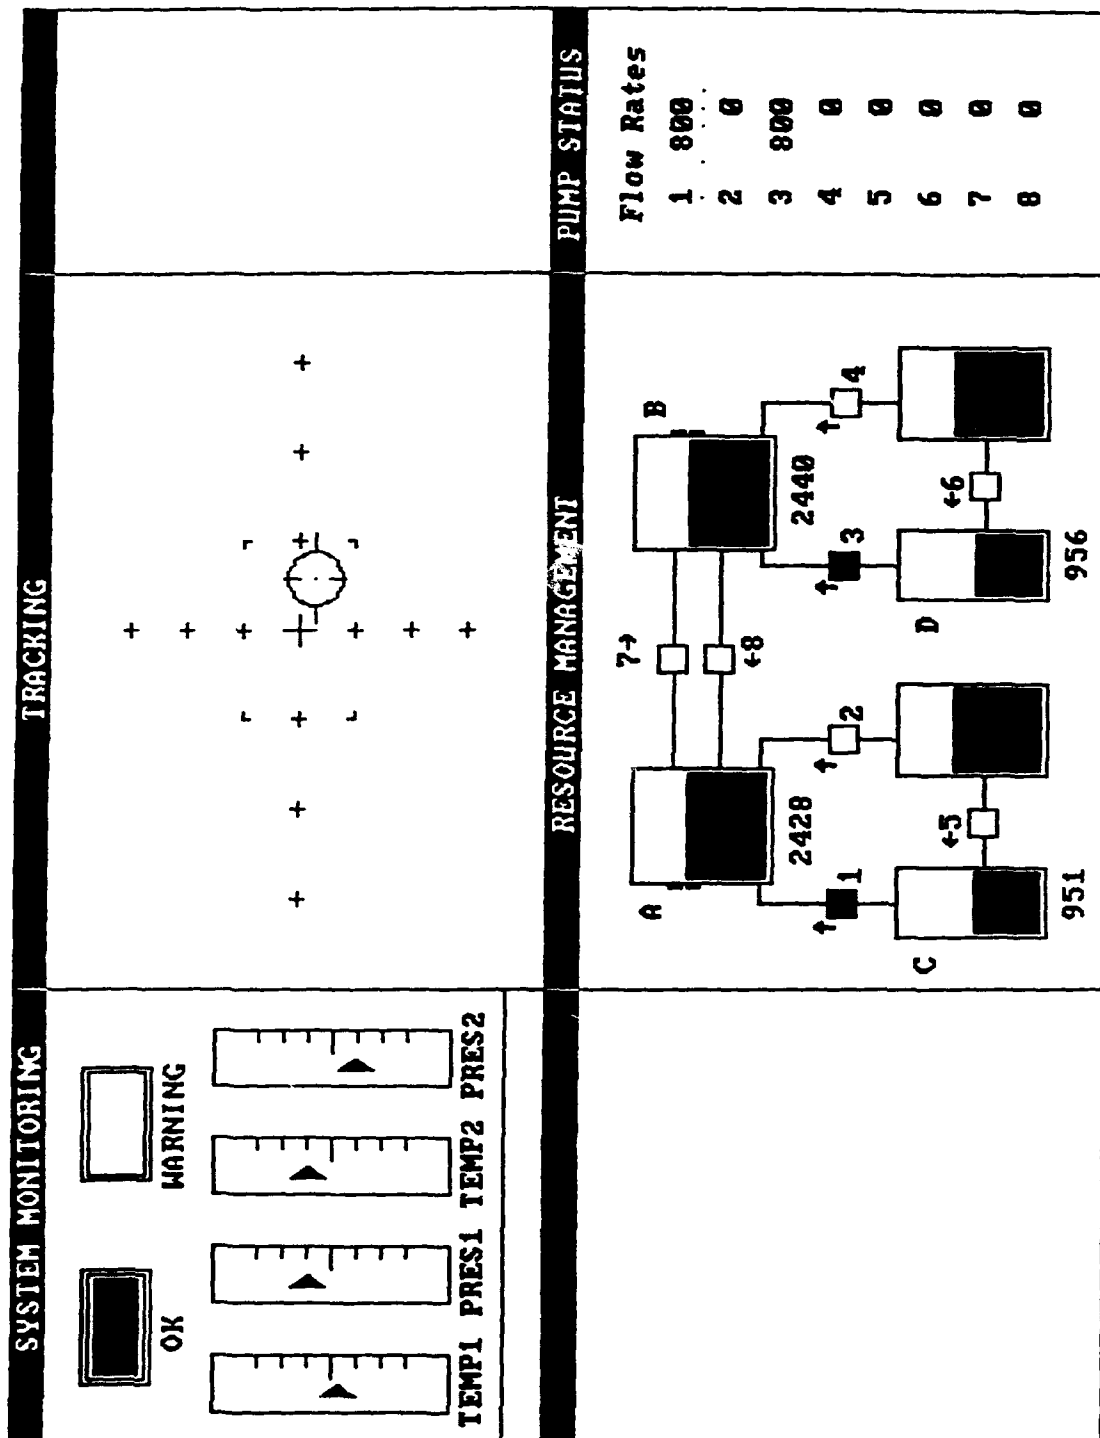 SYSTEM MONITORING
TRACKING
OK
WARNING
TEMP1 PRES1 TEMP2 PRES2
RESOURCE MANAGEMENT
PUMP STATUS
A
7→
B
←8
2428
2440
1
2
3
4
C
←5
D
←6
951
956
Flow Rates
1 800
2 0
3 800
4 0
5 0
6 0
7 0
8 0